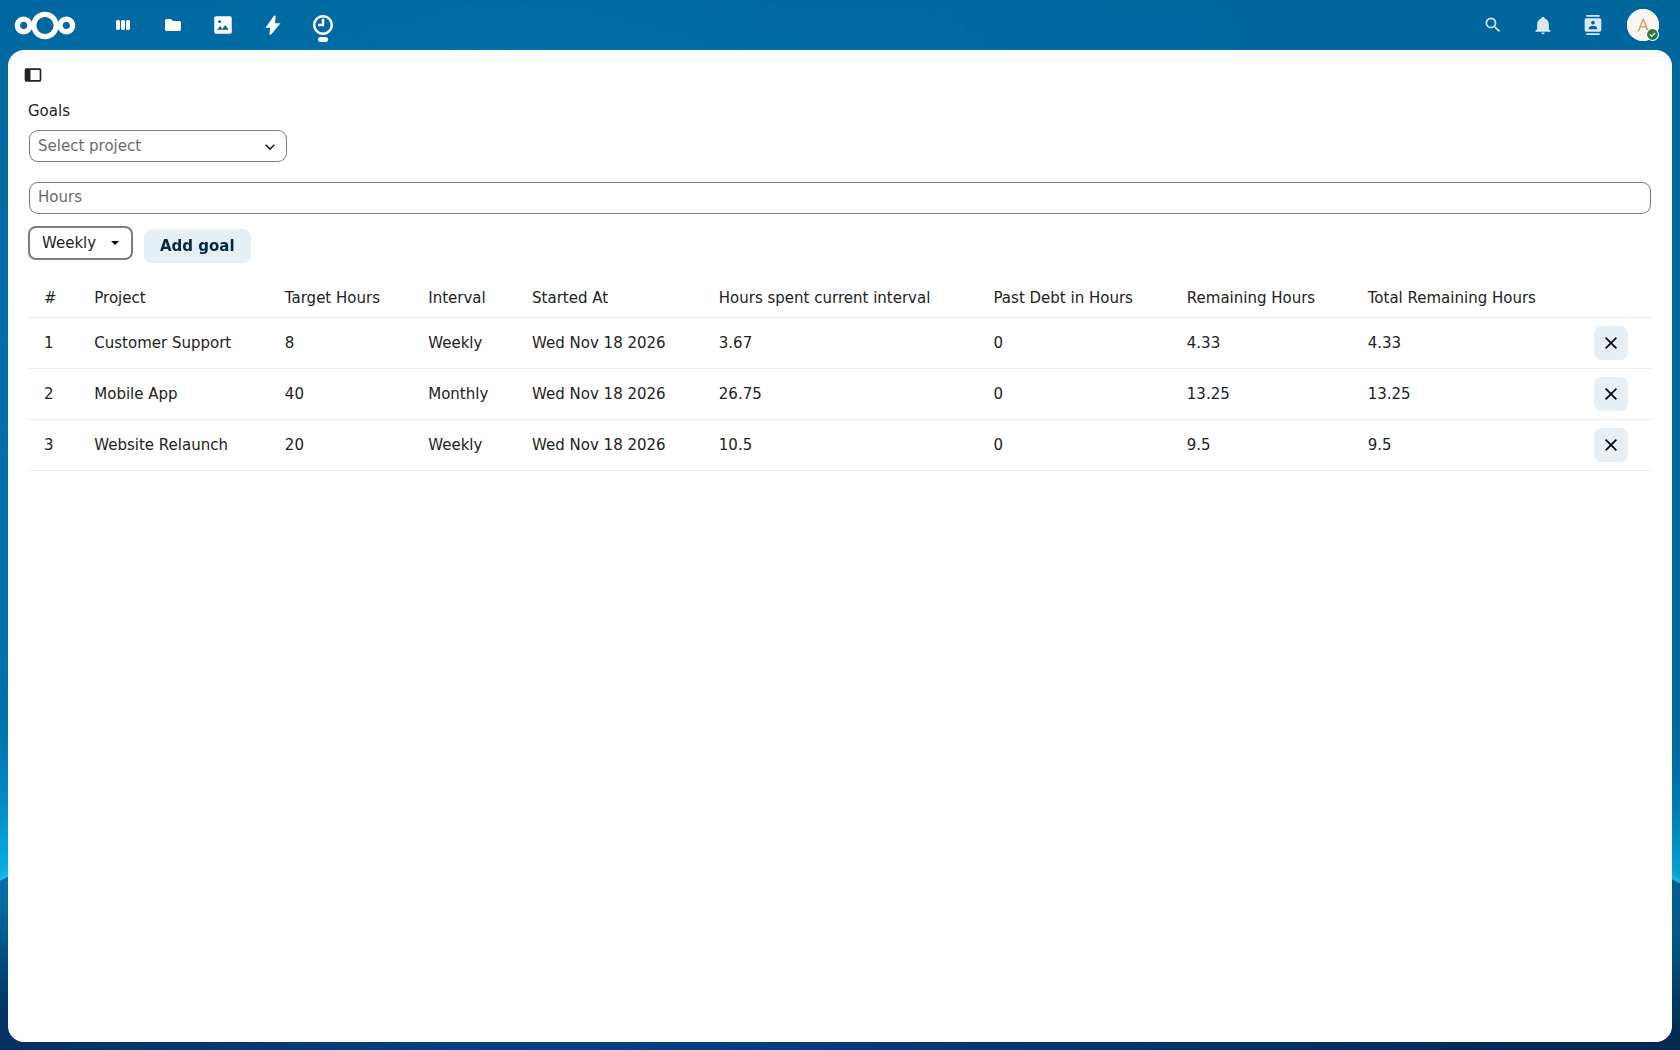 A
Goals
Select project
Hours
Weekly Add goal
# Project Target Hours Interval Started At Hours spent current interval Past Debt in Hours Remaining Hours Total Remaining Hours
1 Customer Support 8 Weekly Wed Nov 18 2026 3.67 0 4.33 4.33
2 Mobile App 40 Monthly Wed Nov 18 2026 26.75 0 13.25 13.25
3 Website Relaunch 20 Weekly Wed Nov 18 2026 10.5 0 9.5 9.5